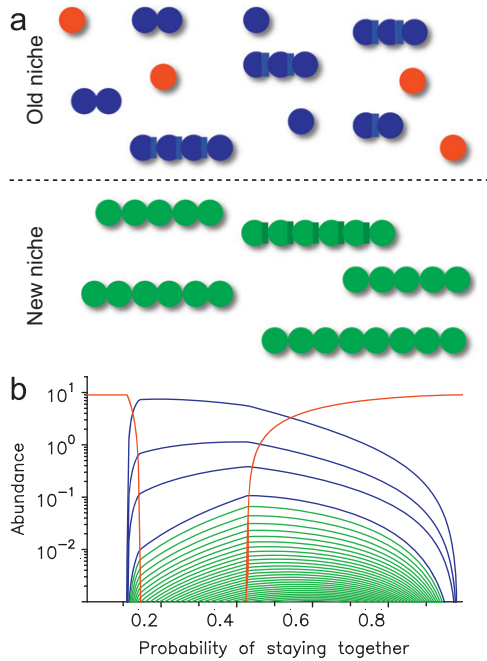 a
Old niche
New niche
b
Abundance
10¹
10⁰
10⁻¹
10⁻²
0.2 0.4 0.6 0.8
Probability of staying together